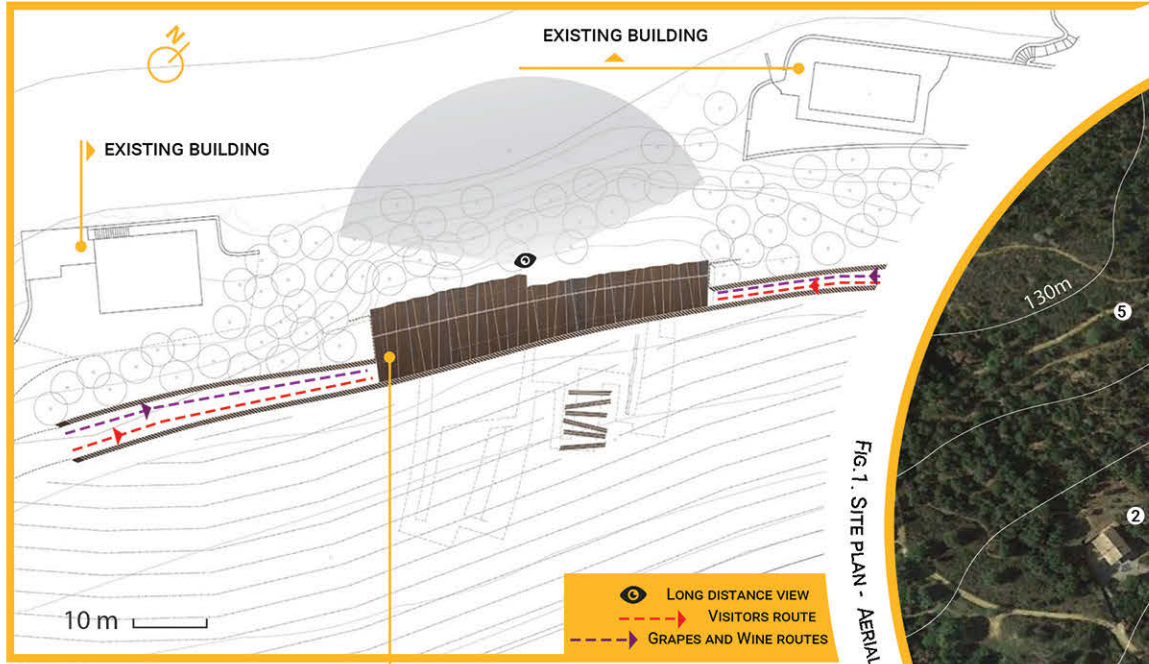 N
EXISTING BUILDING
EXISTING BUILDING
10 m
LONG DISTANCE VIEW
VISITORS ROUTE
GRAPES AND WINE ROUTES
FIG.1. SITE PLAN - AERIAL
130m
5
2